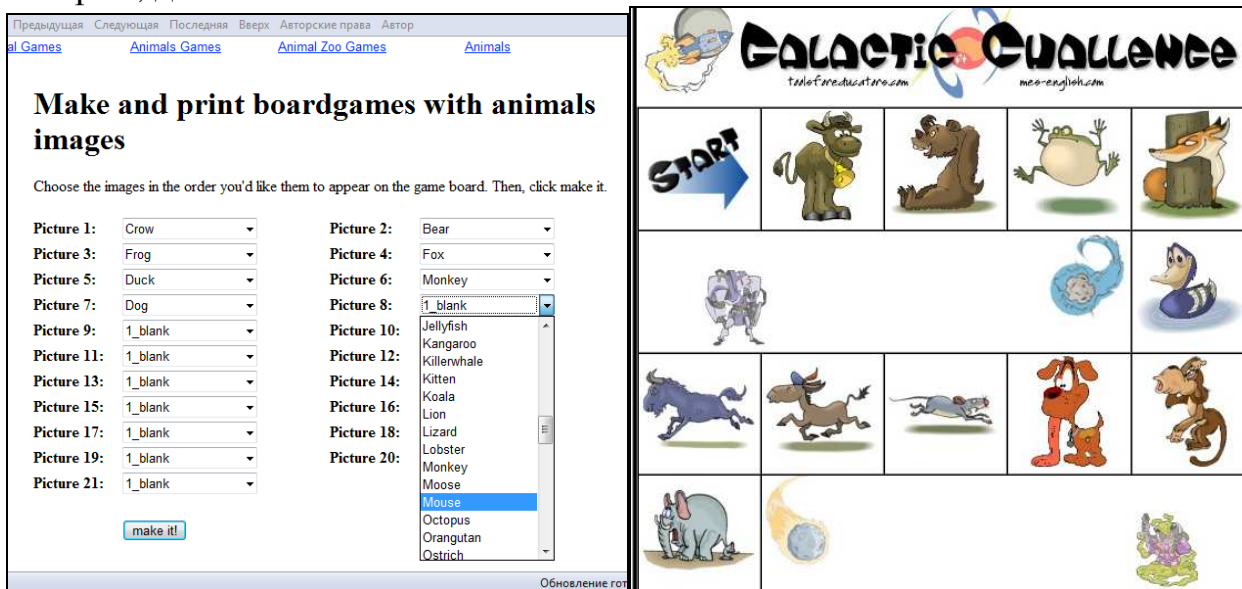 Предыдущая Следующая Последняя Вверх Авторские права Автор
al Games Animals Games Animal Zoo Games Animals
Make and print boardgames with animals
images
Choose the images in the order you'd like them to appear on the game board. Then, click make it.
Picture 1: Crow Picture 2: Bear
Picture 3: Frog Picture 4: Fox
Picture 5: Duck Picture 6: Monkey
Picture 7: Dog Picture 8: 1_blank
Picture 9: 1_blank Picture 10:
Picture 11: 1_blank Picture 12:
Picture 13: 1_blank Picture 14:
Picture 15: 1_blank Picture 16:
Picture 17: 1_blank Picture 18:
Picture 19: 1_blank Picture 20:
Picture 21: 1_blank
Jellyfish
Kangaroo
Killerwhale
Kitten
Koala
Lion
Lizard
Lobster
Monkey
Moose
Mouse
Octopus
Orangutan
Ostrich
make it!
Обновление гот
Galactic Challenge
toolsforeducators.com mes-english.com
START